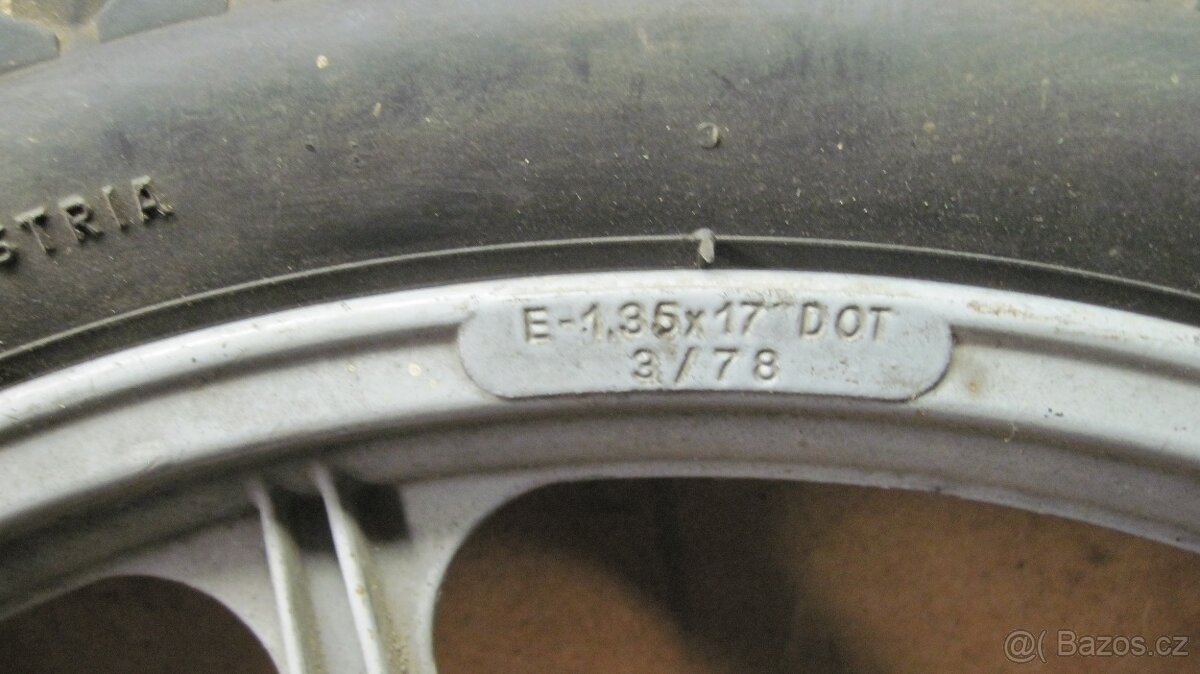 STRIA
E-1.35x17" DOT
3/78
@( Bazos.cz